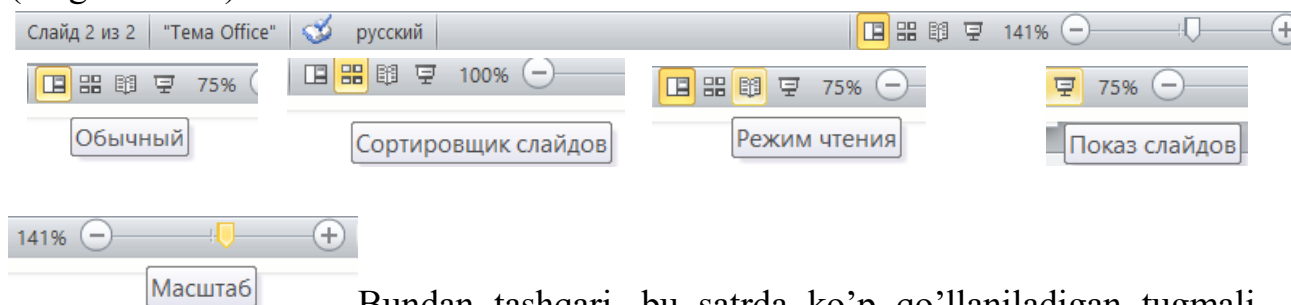 Слайд 2 из 2 "Тема Office" русский 141%
75% 100% 75% 75%
Обычный Сортировщик слайдов Режим чтения Показ слайдов
141%
Масштаб
Bundan tashqari, bu satrda ko’p qo’llaniladigan tugmali